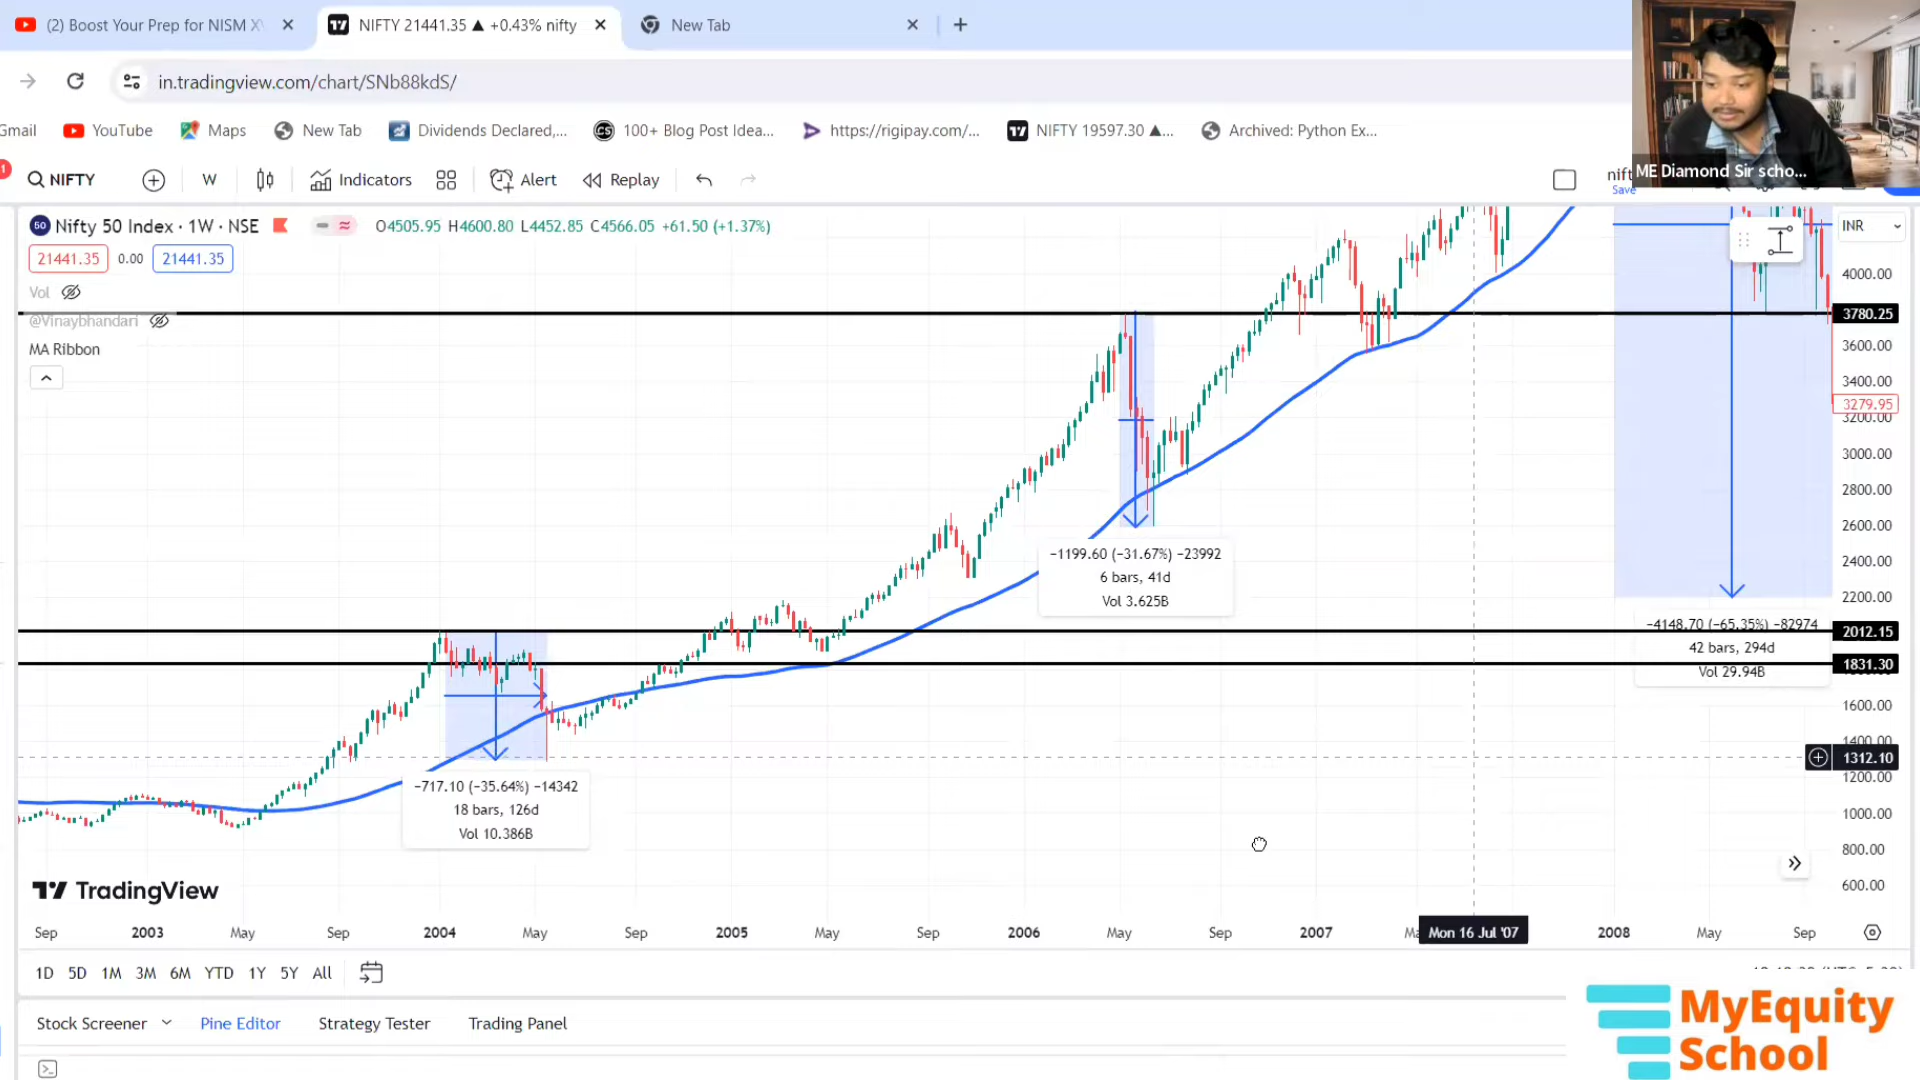 (2) Boost Your Prep for NISM X
NIFTY 21441.35 ▲ +0.43% nifty
New Tab
in.tradingview.com/chart/SNb88kdS/
Gmail
YouTube
Maps
New Tab
Dividends Declared,...
100+ Blog Post Idea...
https://rigipay.com/...
NIFTY 19597.30 ▲...
Archived: Python Ex...
ME Diamond Sir scho...
1
NIFTY
W
Indicators
Alert
Replay
nift
Save
50 Nifty 50 Index · 1W · NSE
O4505.95 H4600.80 L4452.85 C4566.05 +61.50 (+1.37%)
INR
21441.35 0.00 21441.35
Vol
@Vinaybhandari
MA Ribbon
4000.00
3780.25
3600.00
3400.00
3279.95
3200.00
3000.00
2800.00
2600.00
2400.00
2200.00
2012.15
1831.30
1600.00
1400.00
1312.10
1200.00
1000.00
800.00
600.00
−1199.60 (−31.67%) −23992
6 bars, 41d
Vol 3.625B
−4148.70 (−65.35%) −82974
42 bars, 294d
Vol 29.94B
−717.10 (−35.64%) −14342
18 bars, 126d
Vol 10.386B
TradingView
Sep 2003 May Sep 2004 May Sep 2005 May Sep 2006 May Sep 2007 Mon 16 Jul '07 2008 May Sep
1D 5D 1M 3M 6M YTD 1Y 5Y All
Stock Screener
Pine Editor
Strategy Tester
Trading Panel
MyEquity
School